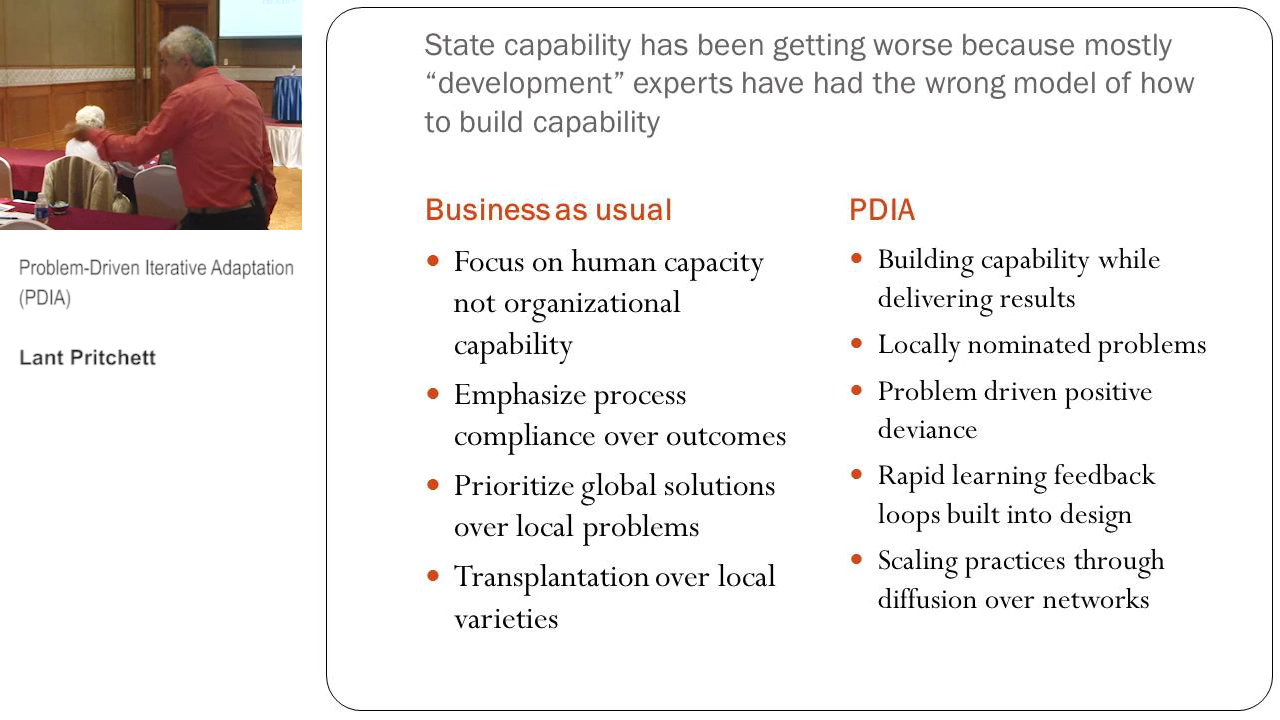 Problem-Driven Iterative Adaptation
(PDIA)
Lant Pritchett
State capability has been getting worse because mostly
“development” experts have had the wrong model of how
to build capability
Business as usual
• Focus on human capacity
not organizational
capability
• Emphasize process
compliance over outcomes
• Prioritize global solutions
over local problems
• Transplantation over local
varieties
PDIA
• Building capability while
delivering results
• Locally nominated problems
• Problem driven positive
deviance
• Rapid learning feedback
loops built into design
• Scaling practices through
diffusion over networks